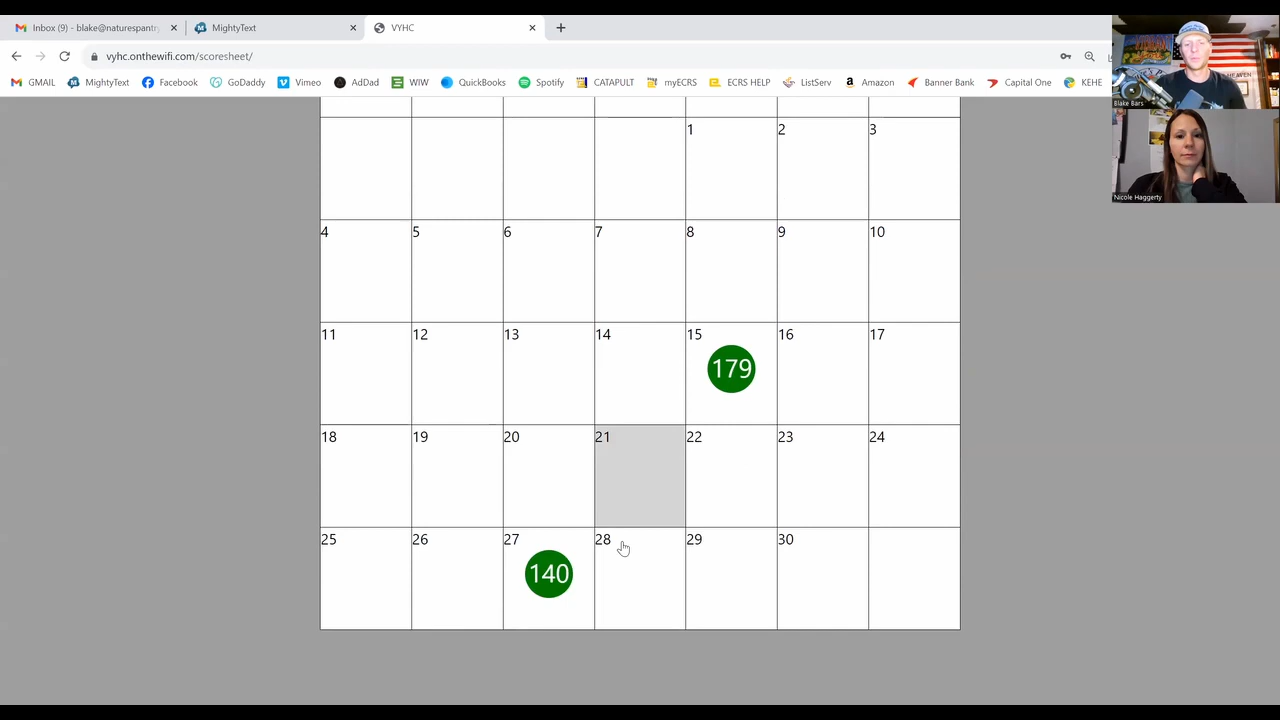 Inbox (9) - blake@naturespantr
MightyText
VYHC
vyhc.onthewifi.com/scoresheet/
GMAIL
MightyText
Facebook
GoDaddy
Vimeo
AdDad
WIW
QuickBooks
Spotify
CATAPULT
myECRS
ECRS HELP
ListServ
Amazon
Banner Bank
Capital One
KEHE
HEAVEN
Blake Bars
Nicole Haggerty
1 2 3
4 5 6 7 8 9 10
11 12 13 14 15 16 17
179
18 19 20 21 22 23 24
25 26 27 28 29 30
140